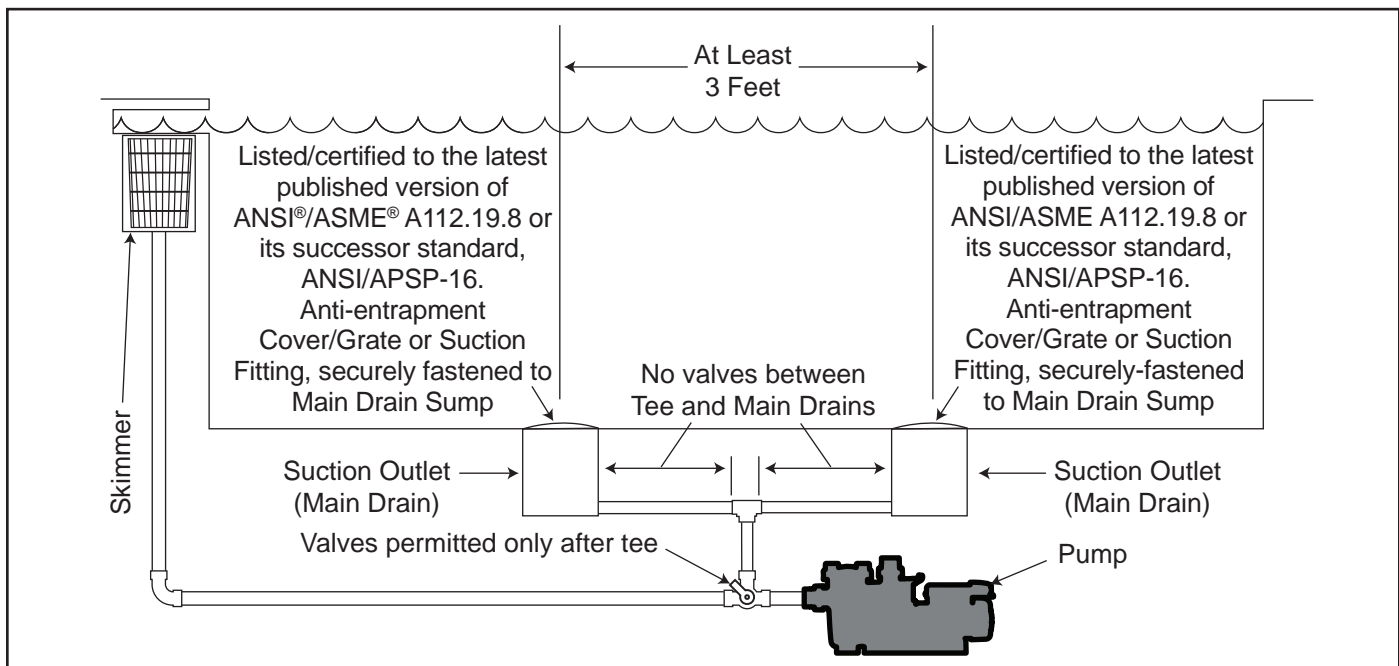 At Least
3 Feet
Listed/certified to the latest
published version of
ANSI®/ASME® A112.19.8 or
its successor standard,
ANSI/APSP-16.
Anti-entrapment
Cover/Grate or Suction
Fitting, securely fastened to
Main Drain Sump
Listed/certified to the latest
published version of
ANSI/ASME A112.19.8 or
its successor standard,
ANSI/APSP-16.
Anti-entrapment
Cover/Grate or Suction
Fitting, securely-fastened
to Main Drain Sump
No valves between
Tee and Main Drains
Skimmer
Suction Outlet
(Main Drain)
Suction Outlet
(Main Drain)
Valves permitted only after tee
Pump